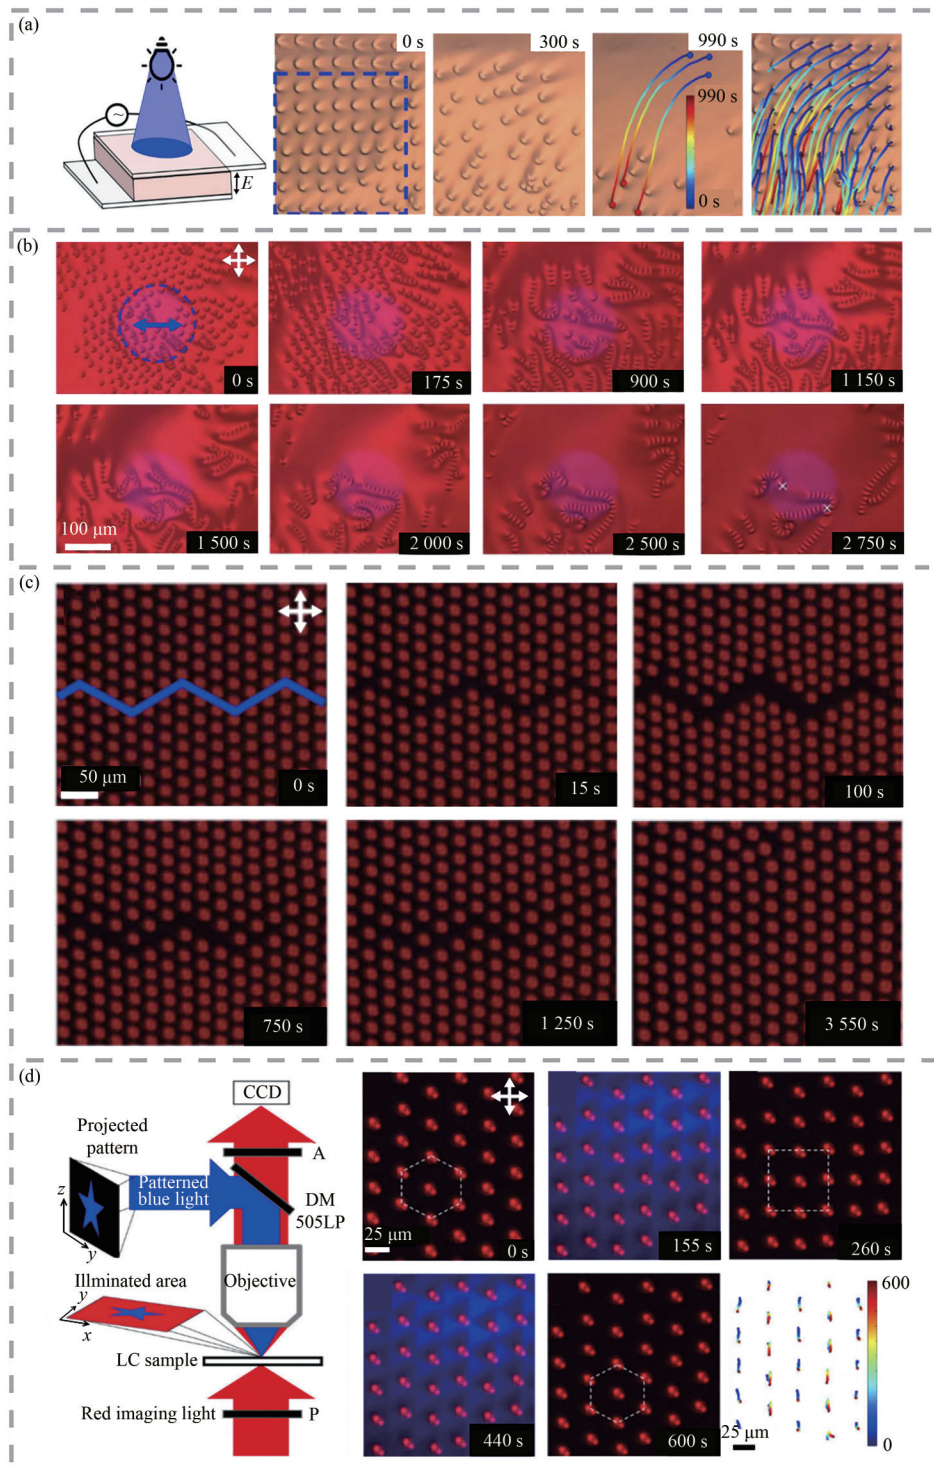 (a)
0 s
300 s
990 s
990 s
0 s
~
E
(b)
0 s
175 s
900 s
1 150 s
100 μm
1 500 s
2 000 s
2 500 s
2 750 s
(c)
50 μm
0 s
15 s
100 s
750 s
1 250 s
3 550 s
(d)
CCD
Projected
pattern
A
Patterned
blue light
DM
505LP
z
y
Objective
Illminated area
y
x
LC sample
Red imaging light
P
25 μm
0 s
155 s
260 s
440 s
600 s
600
0
25 μm